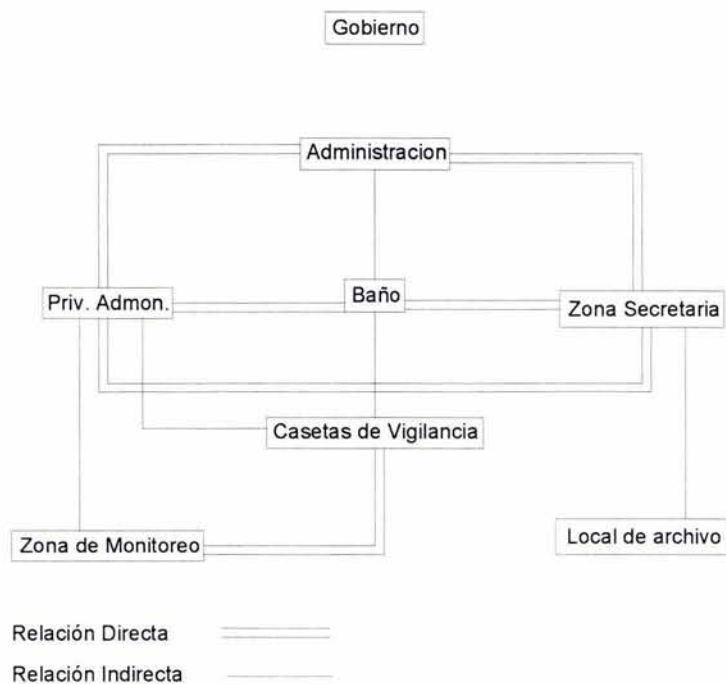 Gobierno
Administracion
Priv. Admon.
Baño
Zona Secretaria
Casetas de Vigilancia
Zona de Monitoreo
Local de archivo
Relación Directa
Relación Indirecta